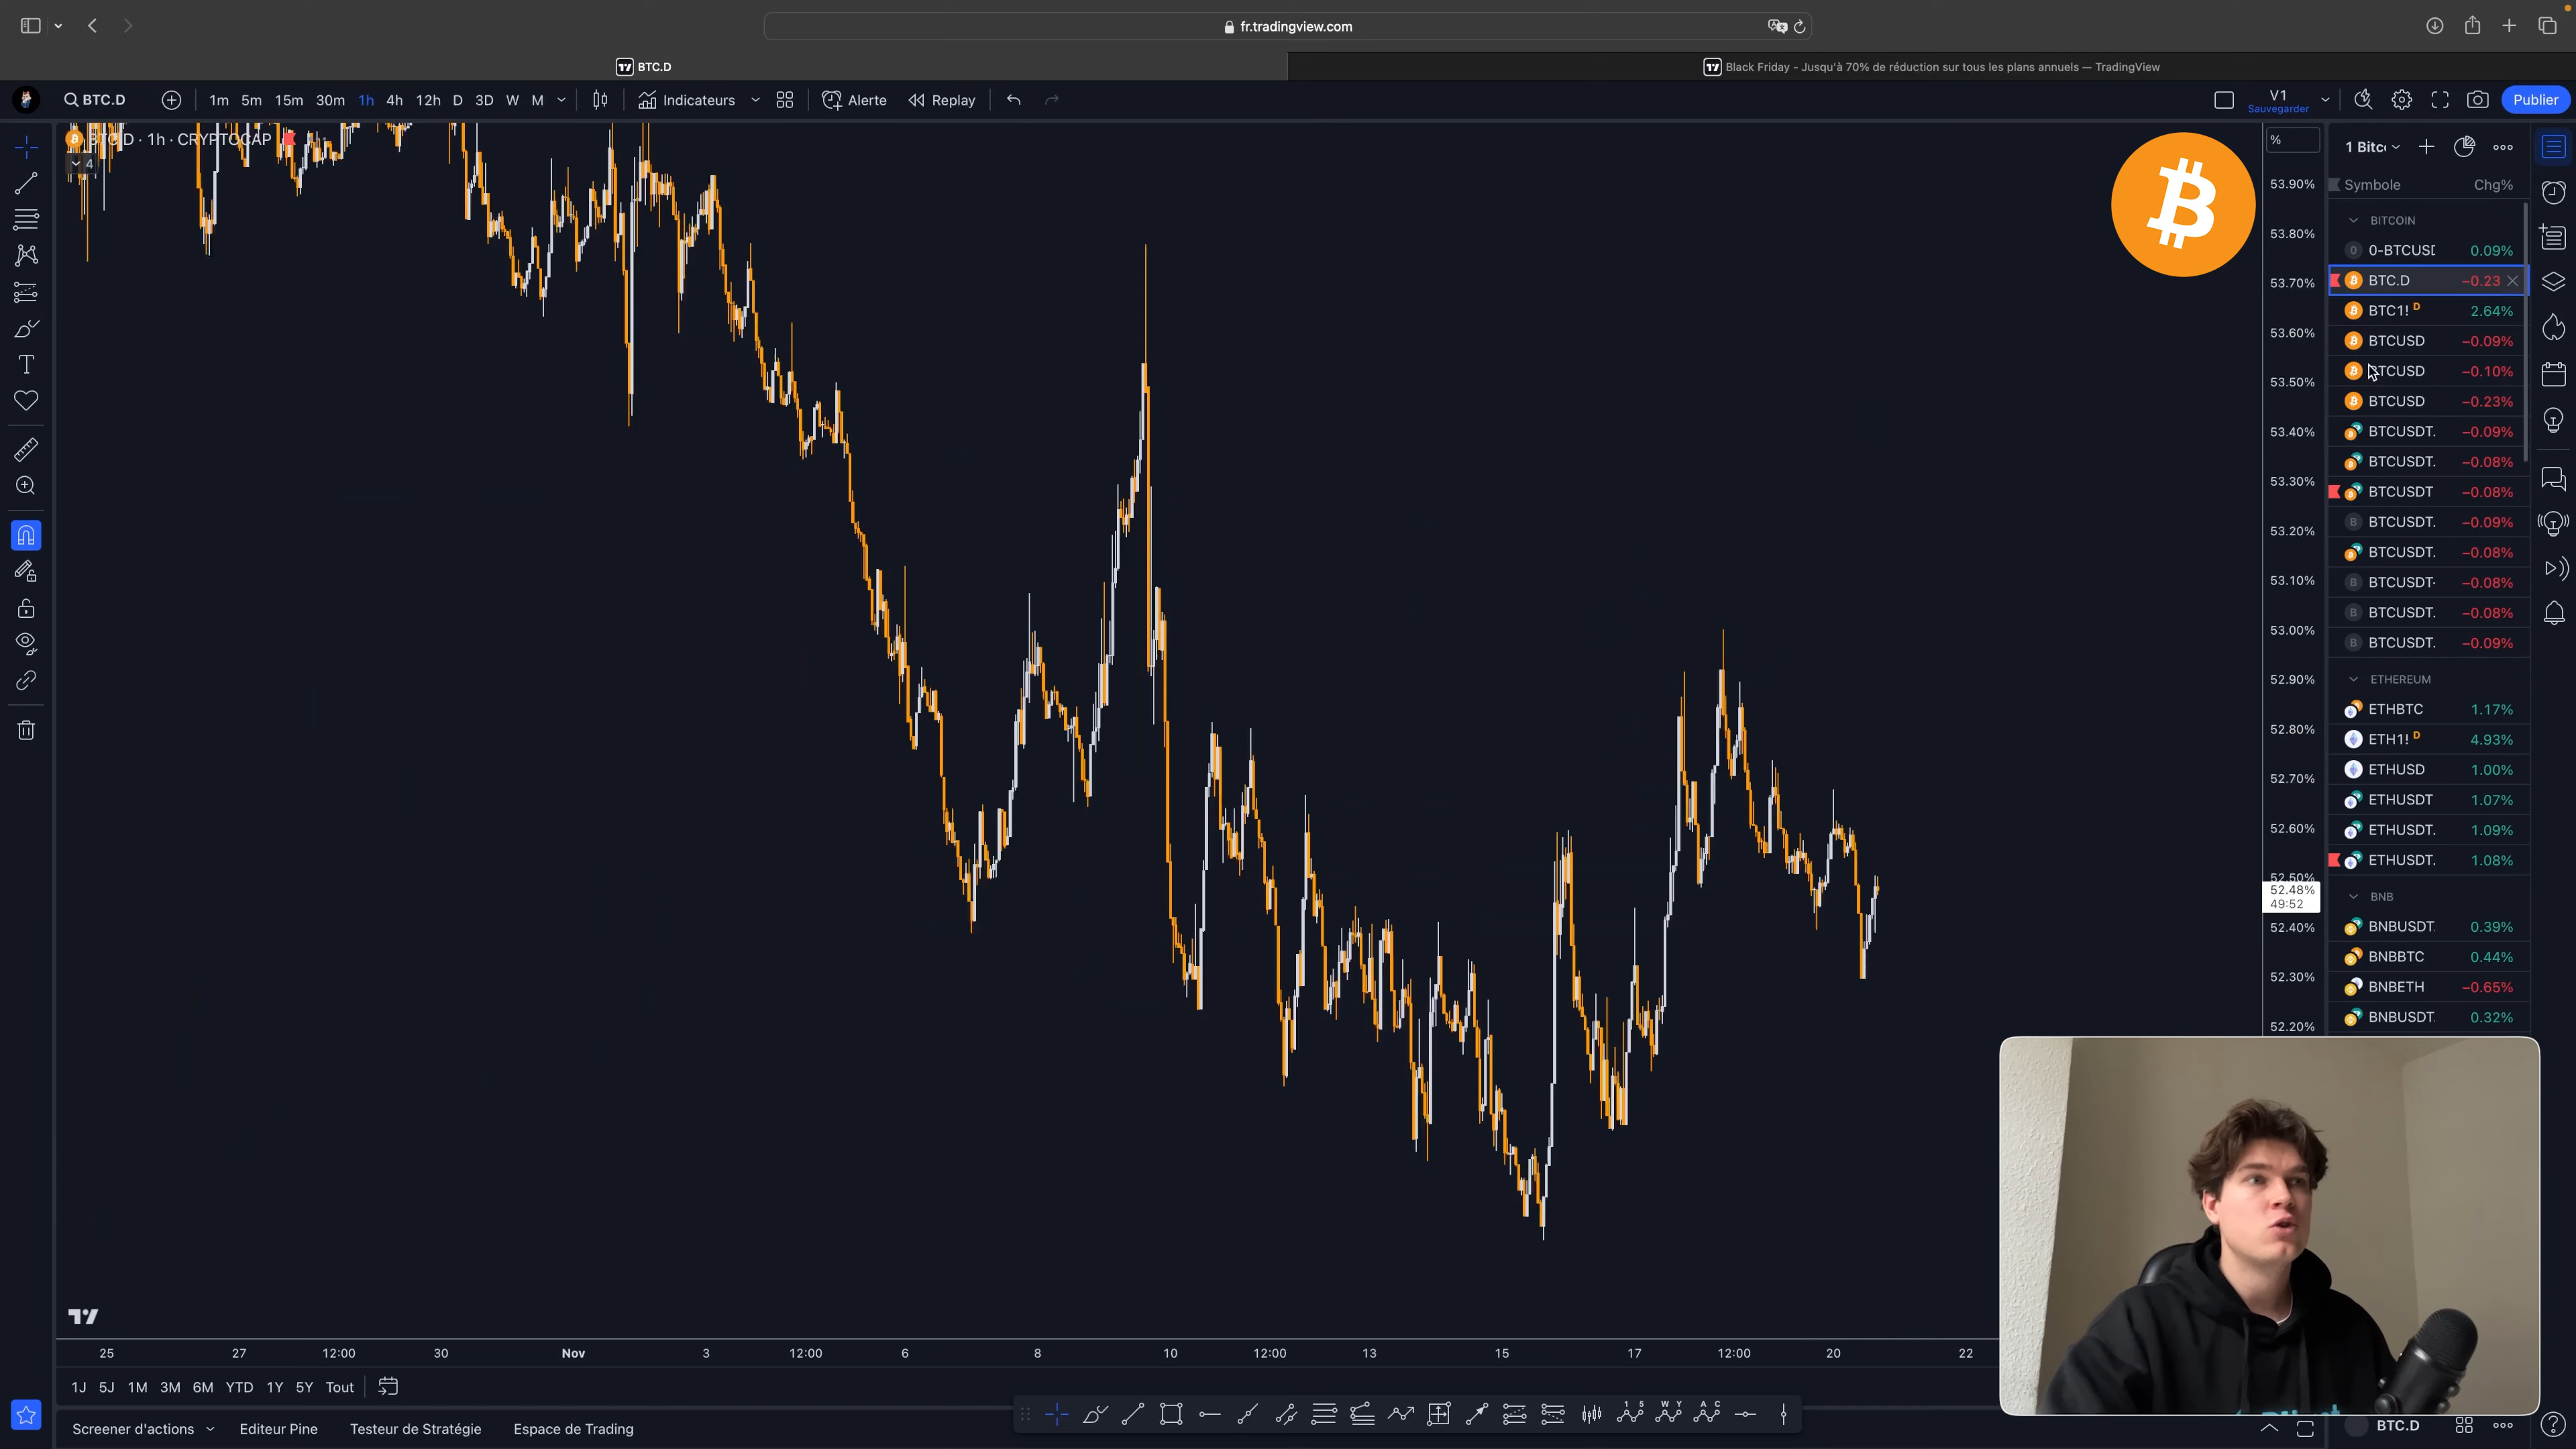 fr.tradingview.com
BTC.D
Black Friday - Jusqu'à 70% de réduction sur tous les plans annuels — TradingView
BTC.D 1m 5m 15m 30m 1h 4h 12h D 3D W M Indicateurs Alerte Replay V1 Sauvegarder Publier
BTC.D · 1h · CRYPTOCAP
4
%
53.90%
53.80%
53.70%
53.60%
53.50%
53.40%
53.30%
53.20%
53.10%
53.00%
52.90%
52.80%
52.70%
52.60%
52.50%
52.48%
49:52
52.40%
52.30%
52.20%
1 Bitc
Symbole Chg%
BITCOIN
0-BTCUSD 0.09%
BTC.D −0.23
BTC1! D 2.64%
BTCUSD −0.09%
BTCUSD −0.10%
BTCUSD −0.23%
BTCUSDT. −0.09%
BTCUSDT. −0.08%
BTCUSDT −0.08%
BTCUSDT. −0.09%
BTCUSDT. −0.08%
BTCUSDT· −0.08%
BTCUSDT. −0.08%
BTCUSDT. −0.09%
ETHEREUM
ETHBTC 1.17%
ETH1! D 4.93%
ETHUSD 1.00%
ETHUSDT 1.07%
ETHUSDT. 1.09%
ETHUSDT. 1.08%
BNB
BNBUSDT 0.39%
BNBBTC 0.44%
BNBETH −0.65%
BNBUSDT 0.32%
25 27 12:00 30 Nov 3 12:00 6 8 10 12:00 13 15 17 12:00 20 22
1J 5J 1M 3M 6M YTD 1Y 5Y Tout
Screener d'actions Editeur Pine Testeur de Stratégie Espace de Trading
BTC.D